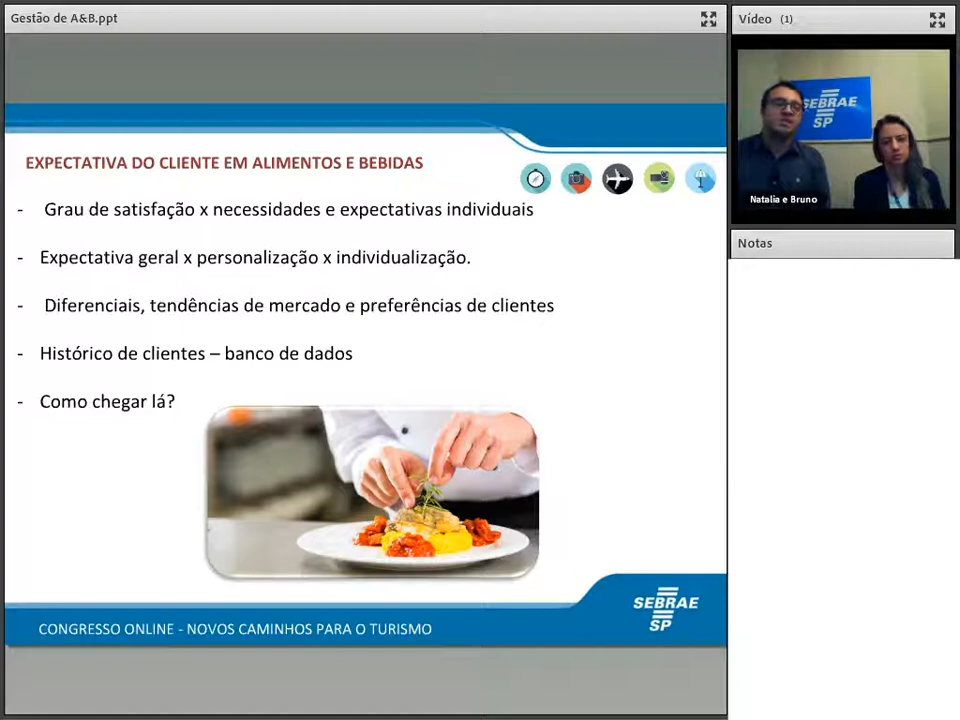 Gestão de A&B.ppt
Vídeo (1)
SEBRAE
SP
Natalia e Bruno
Notas
EXPECTATIVA DO CLIENTE EM ALIMENTOS E BEBIDAS
- Grau de satisfação x necessidades e expectativas individuais
- Expectativa geral x personalização x individualização.
- Diferenciais, tendências de mercado e preferências de clientes
- Histórico de clientes – banco de dados
- Como chegar lá?
SEBRAE
SP
CONGRESSO ONLINE - NOVOS CAMINHOS PARA O TURISMO